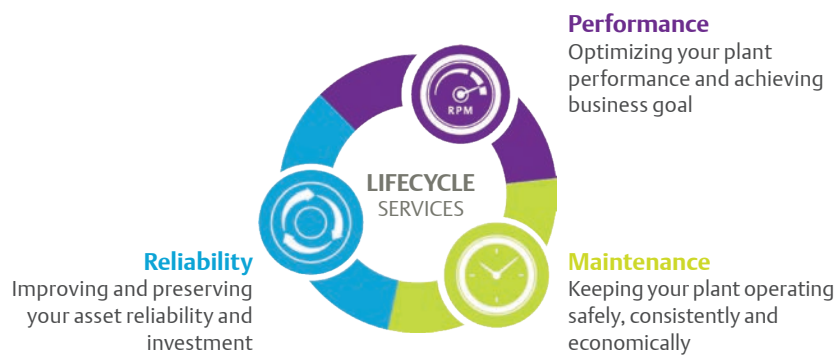 Performance
Optimizing your plant
performance and achieving
business goal
RPM
LIFECYCLE
SERVICES
Reliability
Improving and preserving
your asset reliability and
investment
Maintenance
Keeping your plant operating
safely, consistently and
economically